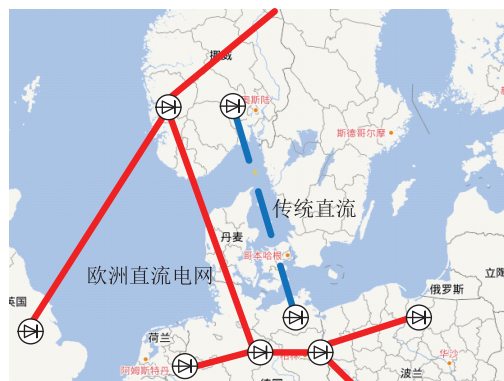 挪威
奥斯陆
斯德哥尔摩
传统直流
丹麦
哥本哈根
欧洲直流电网
俄罗斯
立陶
英国
荷兰
华沙
阿姆斯特丹
波兰